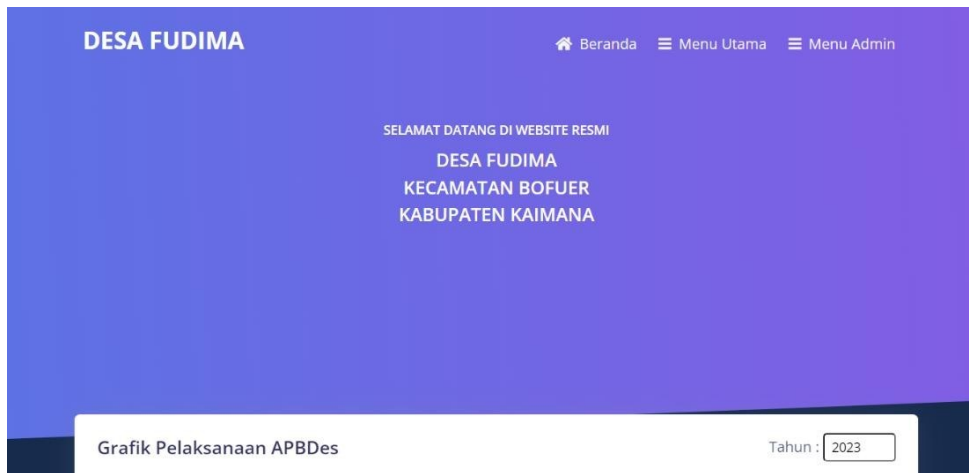 DESA FUDIMA
Beranda Menu Utama Menu Admin
SELAMAT DATANG DI WEBSITE RESMI
DESA FUDIMA
KECAMATAN BOFUER
KABUPATEN KAIMANA
Grafik Pelaksanaan APBDes
Tahun : 2023